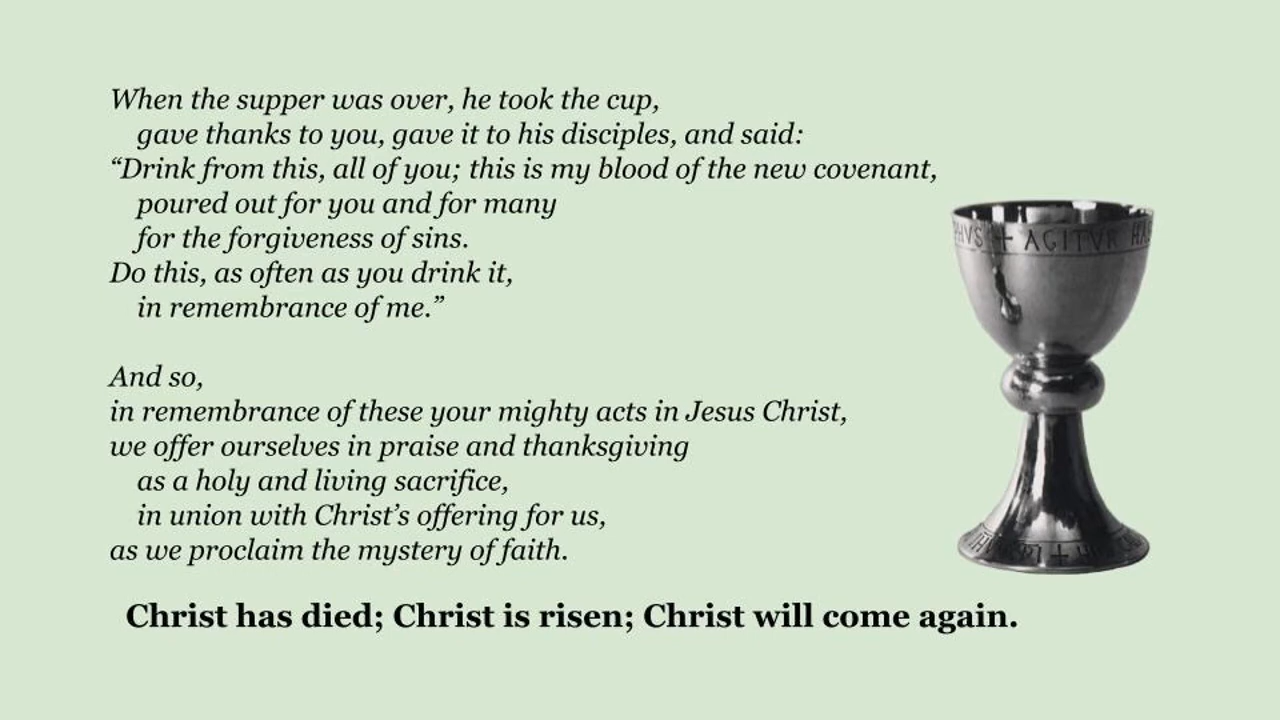 When the supper was over, he took the cup,
gave thanks to you, gave it to his disciples, and said:
“Drink from this, all of you; this is my blood of the new covenant,
poured out for you and for many
for the forgiveness of sins.
Do this, as often as you drink it,
in remembrance of me.”
And so,
in remembrance of these your mighty acts in Jesus Christ,
we offer ourselves in praise and thanksgiving
as a holy and living sacrifice,
in union with Christ’s offering for us,
as we proclaim the mystery of faith.
Christ has died; Christ is risen; Christ will come again.
+ AGITVR